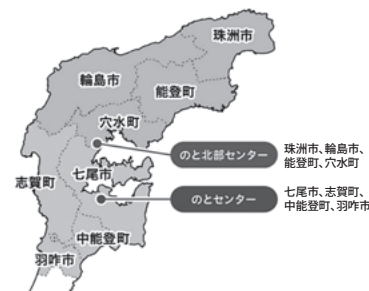 珠洲市
輪島市
能登町
穴水町
のと北部センター
珠洲市、輪島市、
能登町、穴水町
志賀町
七尾市
のとセンター
七尾市、志賀町、
中能登町、羽咋市
中能登町
羽咋市